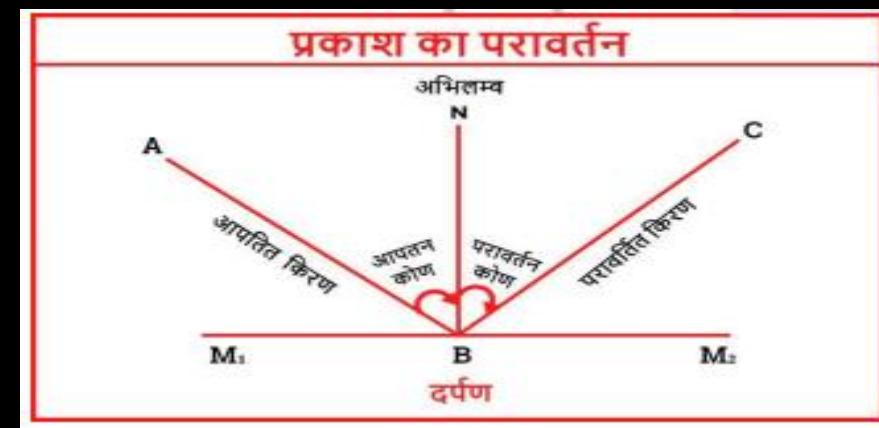 प्रकाश का परावर्तन
अभिलम्व
N
A
C
आपतित किरण
आपतन
कोण
परावर्तन
कोण
परावर्तित किरण
M₁
B
M₂
दर्पण